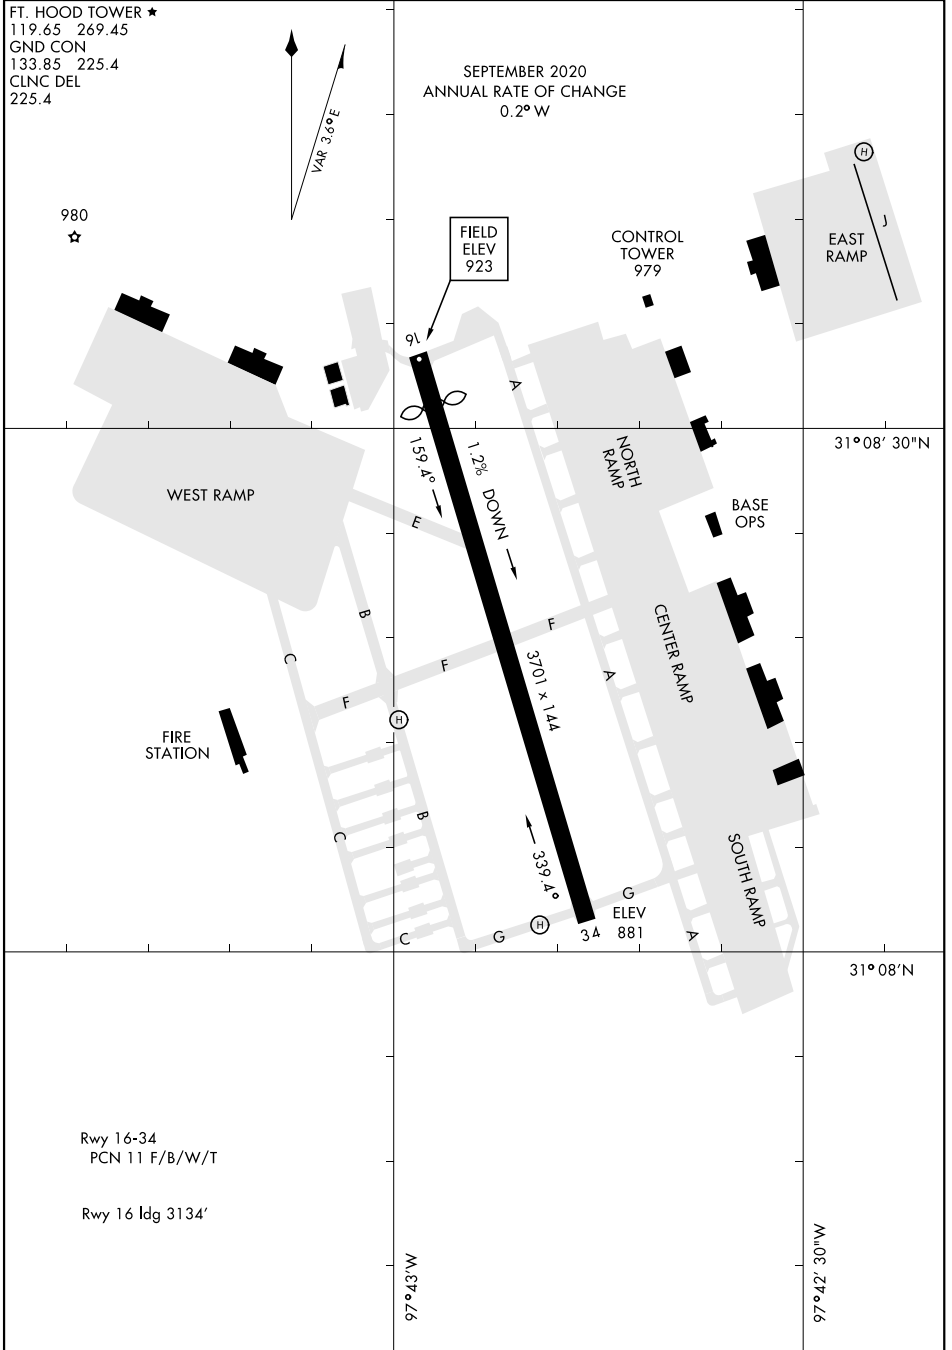 FT. HOOD TOWER ★
119.65 269.45
GND CON
133.85 225.4
CLNC DEL
225.4
VAR 3.6° E
SEPTEMBER 2020
ANNUAL RATE OF CHANGE
0.2° W
980
FIELD
ELEV
923
CONTROL
TOWER
979
H
J
EAST
RAMP
16
A
31° 08' 30"N
159.4°
1.2% DOWN
NORTH
RAMP
WEST RAMP
BASE
OPS
E
B
F
C
F
F
CENTER RAMP
A
3701 x 144
H
FIRE
STATION
B
C
339.4°
SOUTH RAMP
G
ELEV
881
H
34
C
G
A
31° 08'N
Rwy 16-34
PCN 11 F/B/W/T
Rwy 16 ldg 3134'
97° 43'W
97° 42' 30"W